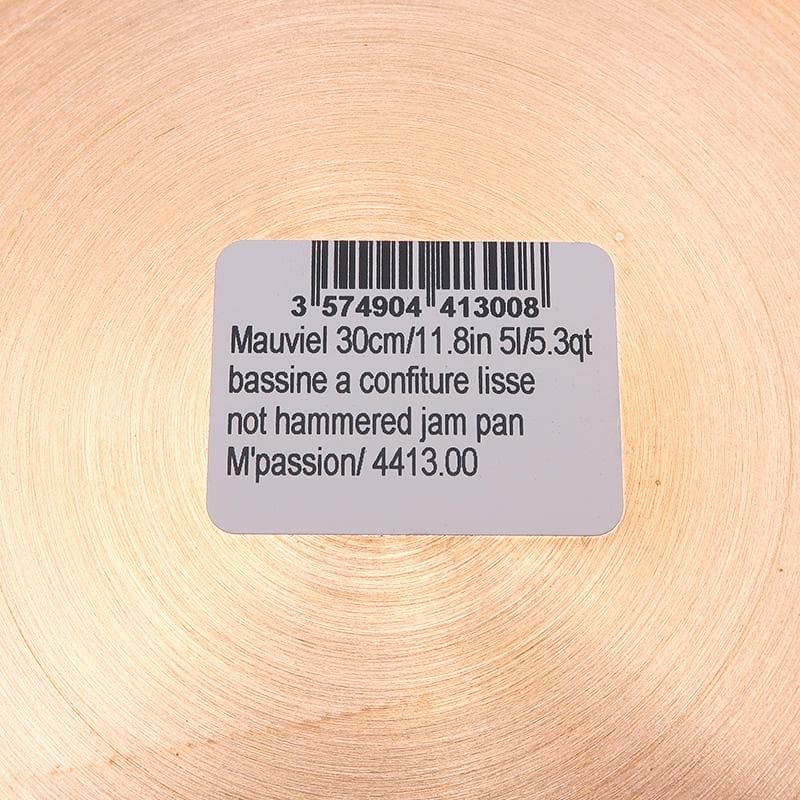 3 574904 413008
Mauviel 30cm/11.8in 5l/5.3qt
bassine a confiture lisse
not hammered jam pan
M'passion/ 4413.00